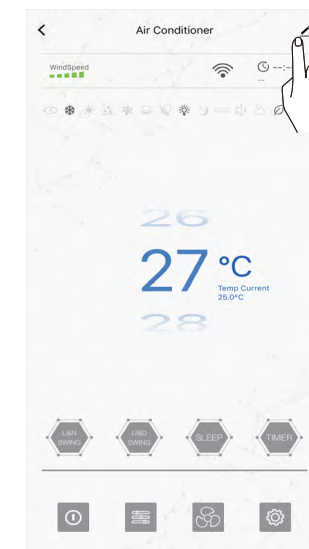 Air Conditioner
WindSpeed
--:--
--
26
27 °C
Temp Current
25.0°C
28
L&N
SWING
U&D
SWING
SLEEP
TIMER